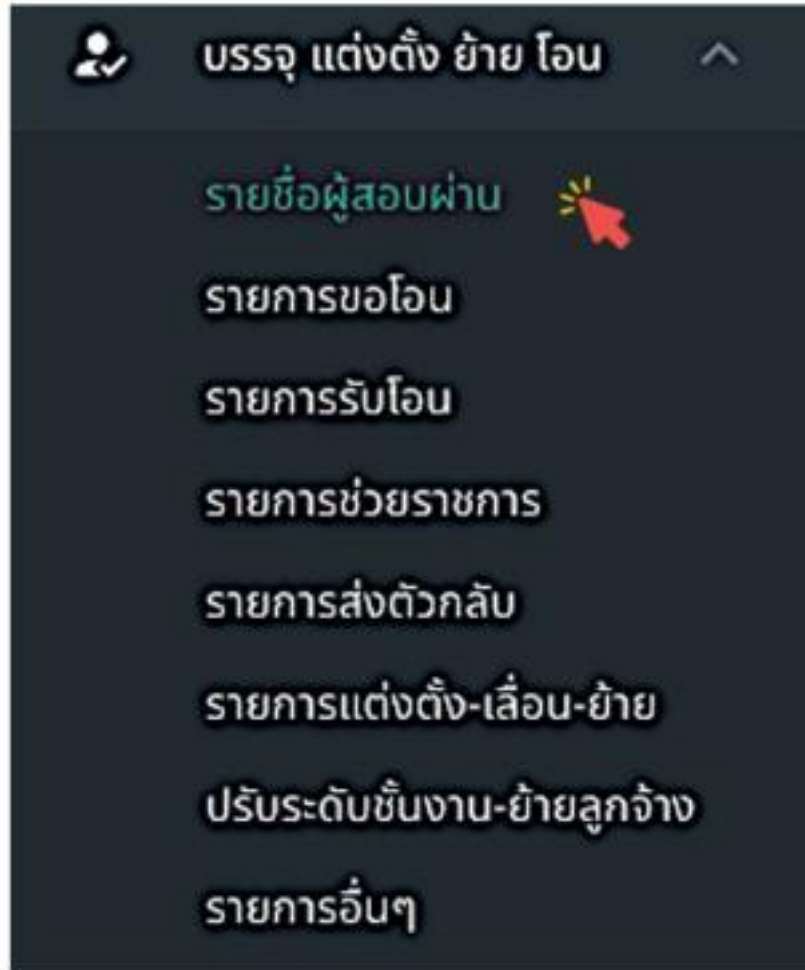 บรรจุ แต่งตั้ง ย้าย โอน
รายชื่อผู้สอบผ่าน
รายการขอโอน
รายการรับโอน
รายการช่วยราชการ
รายการส่งตัวกลับ
รายการแต่งตั้ง-เลื่อน-ย้าย
ปรับระดับชั้นงาน-ย้ายลูกจ้าง
รายการอื่นๆ